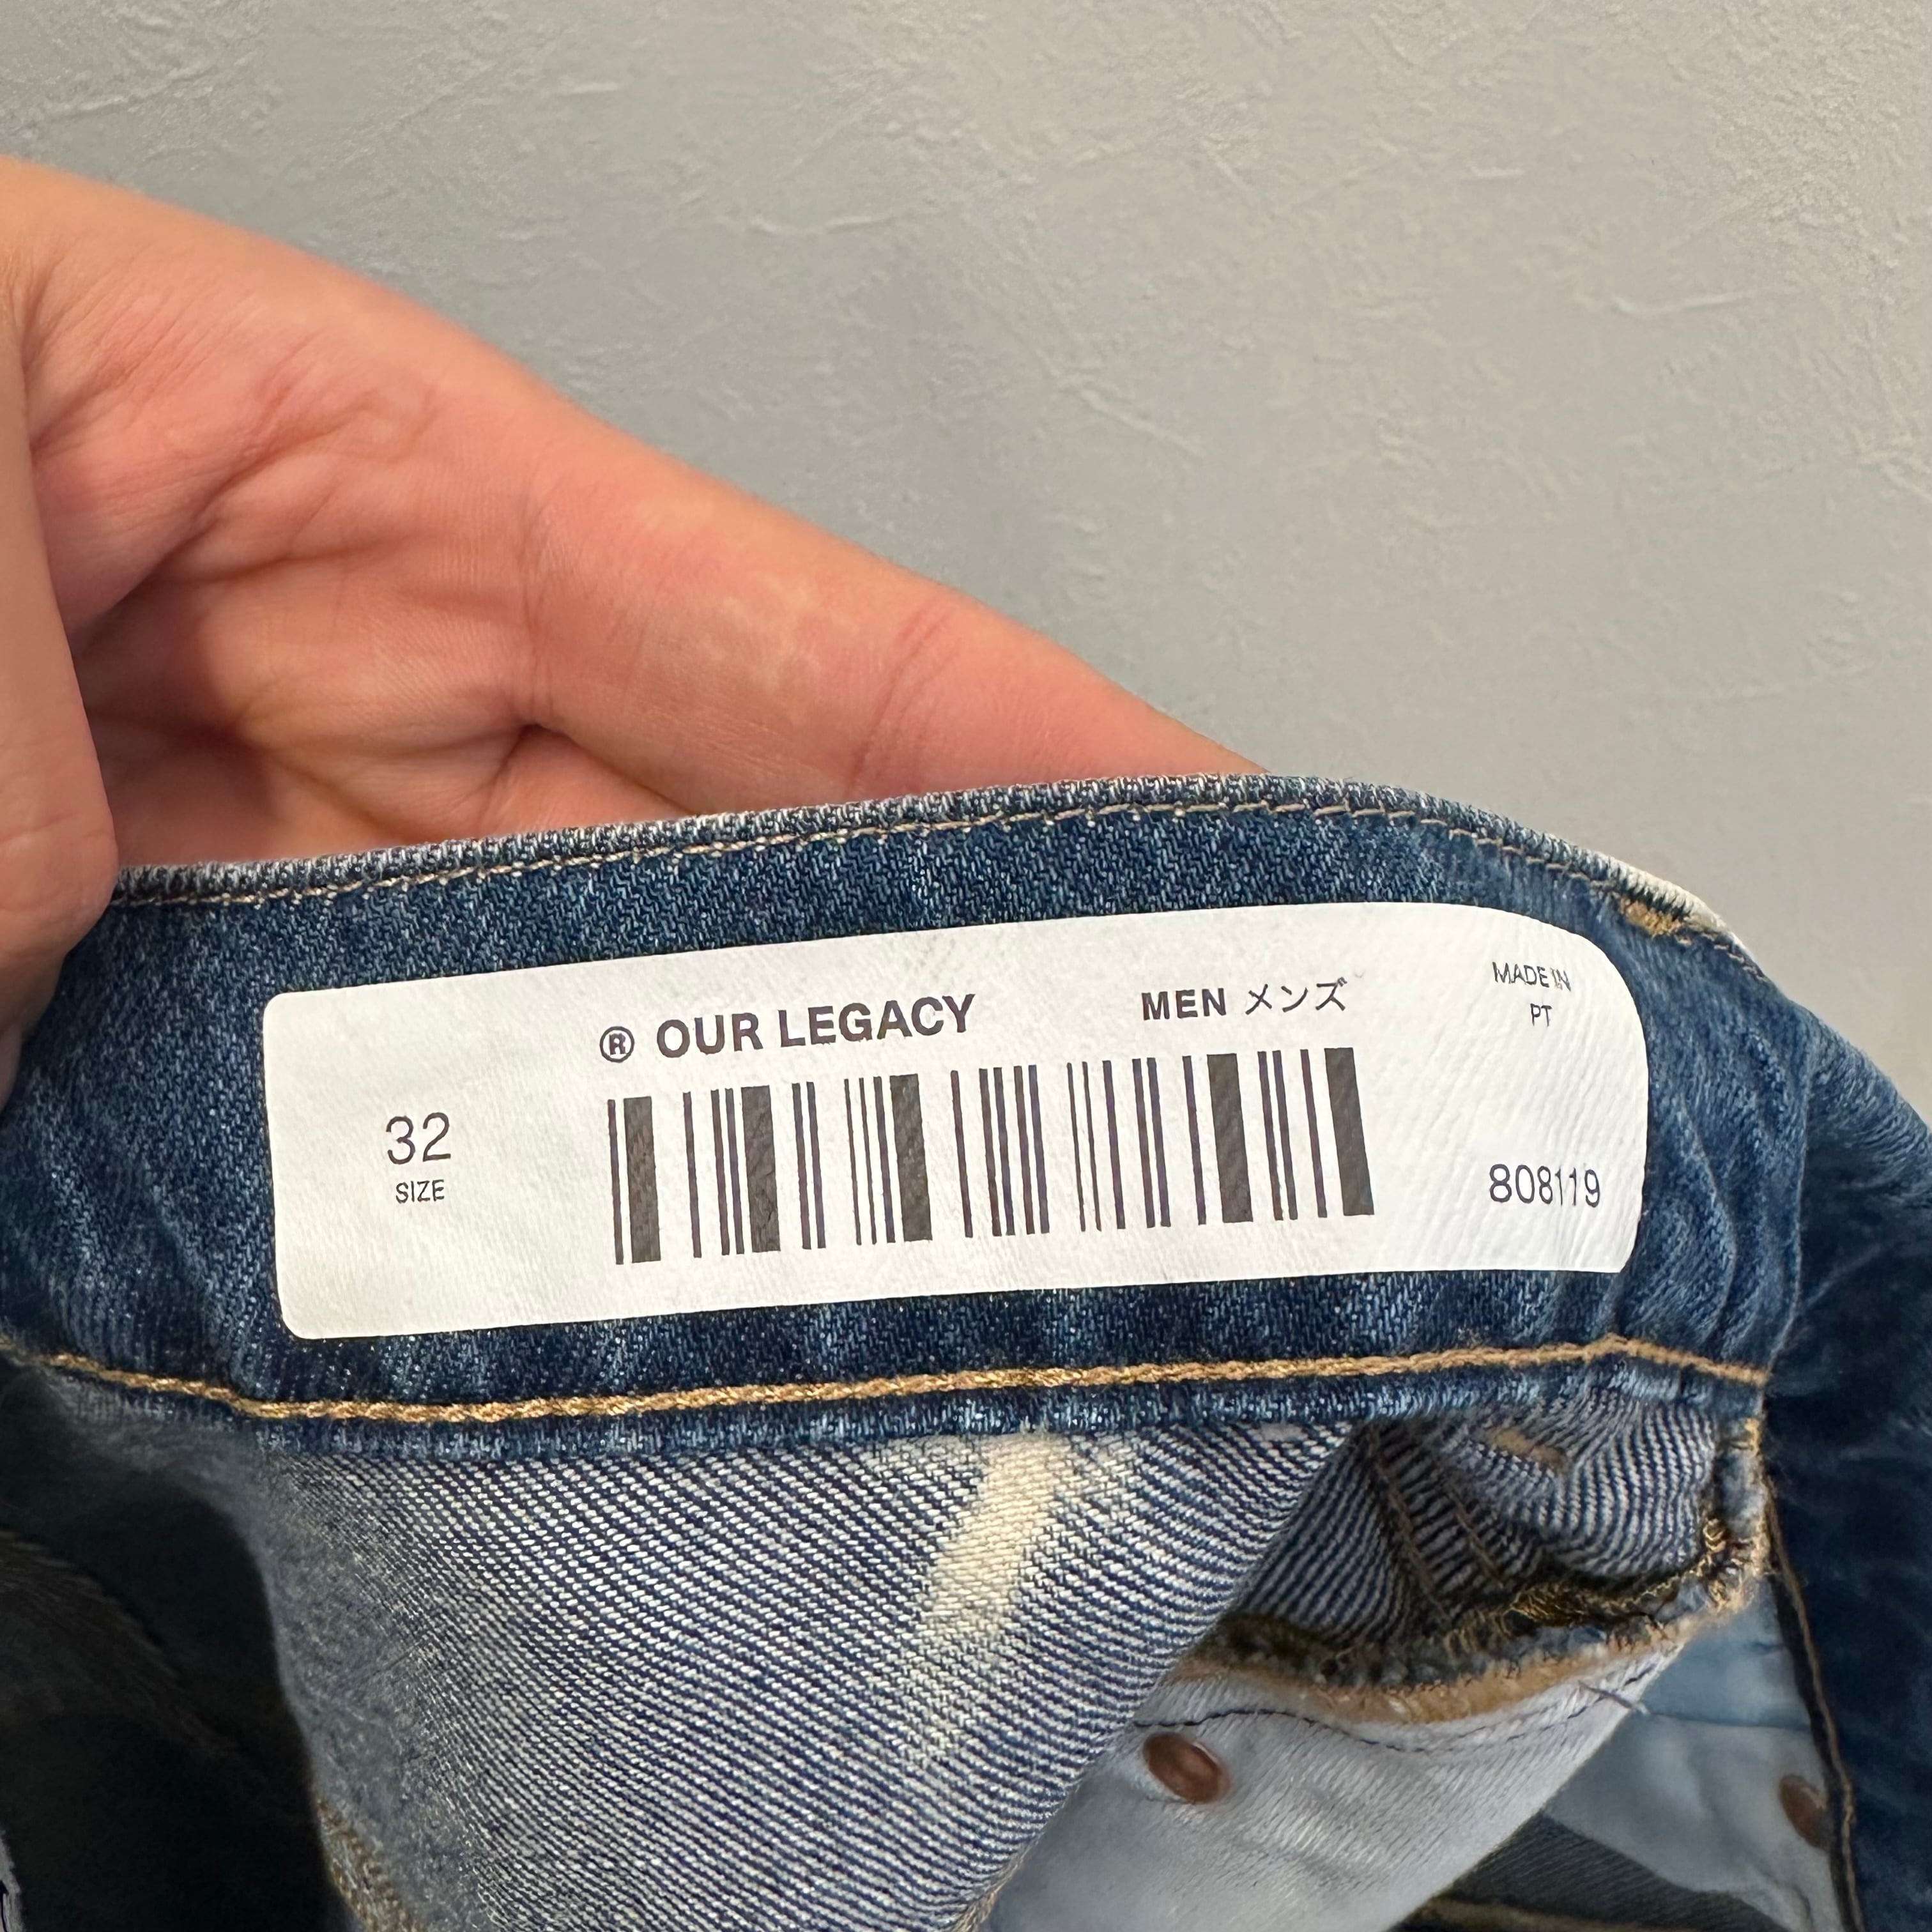 ® OUR LEGACY
MEN メンズ
MADE IN
PT
32
SIZE
808119